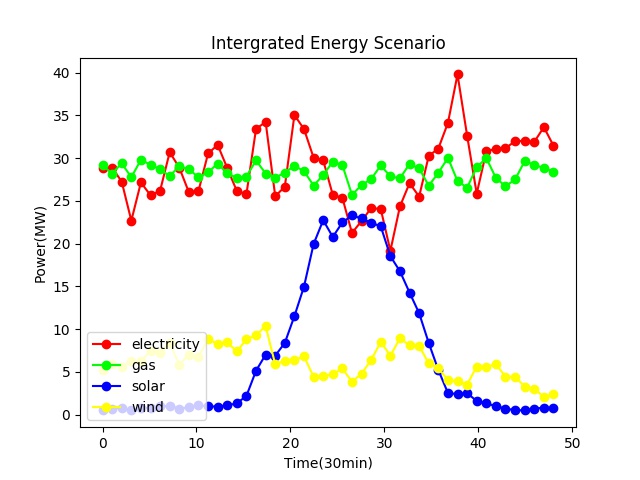 Intergrated Energy Scenario
Power(MW)
40
35
30
25
20
15
10
5
0
electricity
gas
solar
wind
0 10 20 30 40 50
Time(30min)